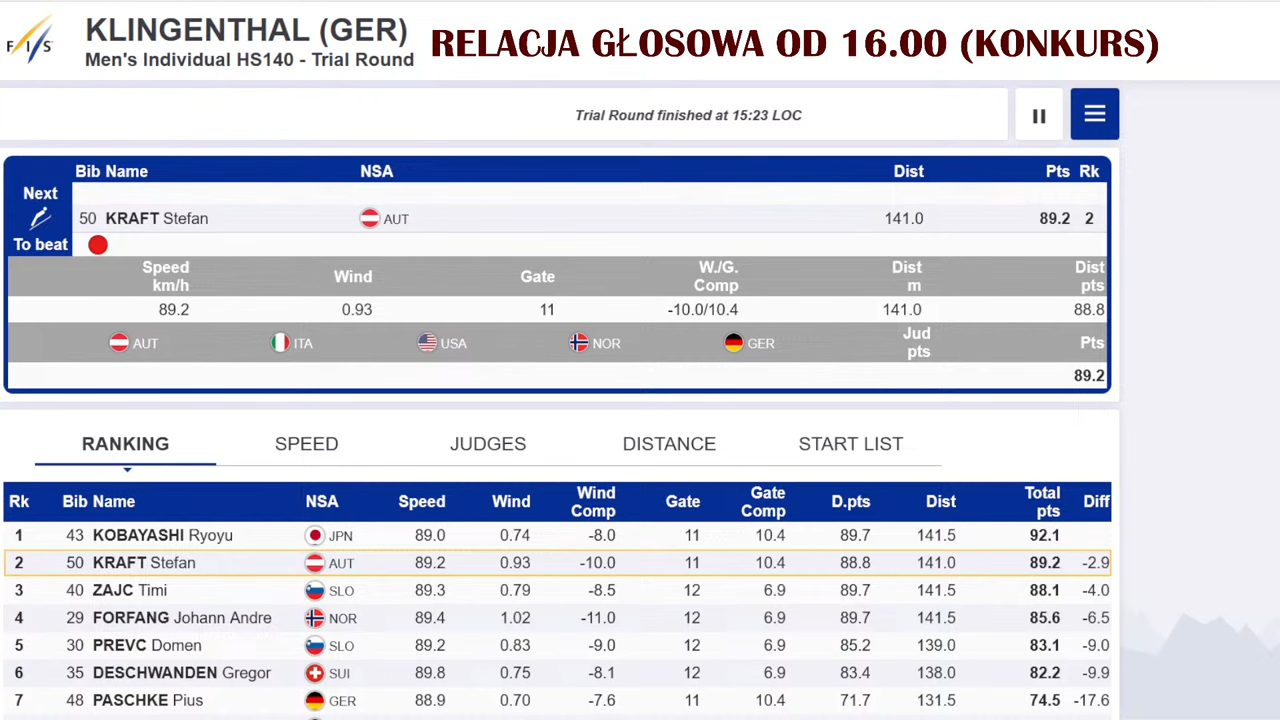 FIS
KLINGENTHAL (GER)
RELACJA GŁOSOWA OD 16.00 (KONKURS)
Men's Individual HS140 - Trial Round
Trial Round finished at 15:23 LOC
Bib Name NSA Dist Pts Rk
Next
50 KRAFT Stefan AUT 141.0 89.2 2
To beat
Speed km/h Wind Gate W./G. Comp Dist m Dist pts
89.2 0.93 11 -10.0/10.4 141.0 88.8
AUT ITA USA NOR GER Jud pts Pts
89.2
RANKING SPEED JUDGES DISTANCE START LIST
Rk Bib Name NSA Speed Wind Wind Comp Gate Gate Comp D.pts Dist Total pts Diff
1 43 KOBAYASHI Ryoyu JPN 89.0 0.74 -8.0 11 10.4 89.7 141.5 92.1
2 50 KRAFT Stefan AUT 89.2 0.93 -10.0 11 10.4 88.8 141.0 89.2 -2.9
3 40 ZAJC Timi SLO 89.3 0.79 -8.5 12 6.9 89.7 141.5 88.1 -4.0
4 29 FORFANG Johann Andre NOR 89.4 1.02 -11.0 12 6.9 89.7 141.5 85.6 -6.5
5 30 PREVC Domen SLO 89.2 0.83 -9.0 12 6.9 85.2 139.0 83.1 -9.0
6 35 DESCHWANDEN Gregor SUI 89.8 0.75 -8.1 12 6.9 83.4 138.0 82.2 -9.9
7 48 PASCHKE Pius GER 88.9 0.70 -7.6 11 10.4 71.7 131.5 74.5 -17.6